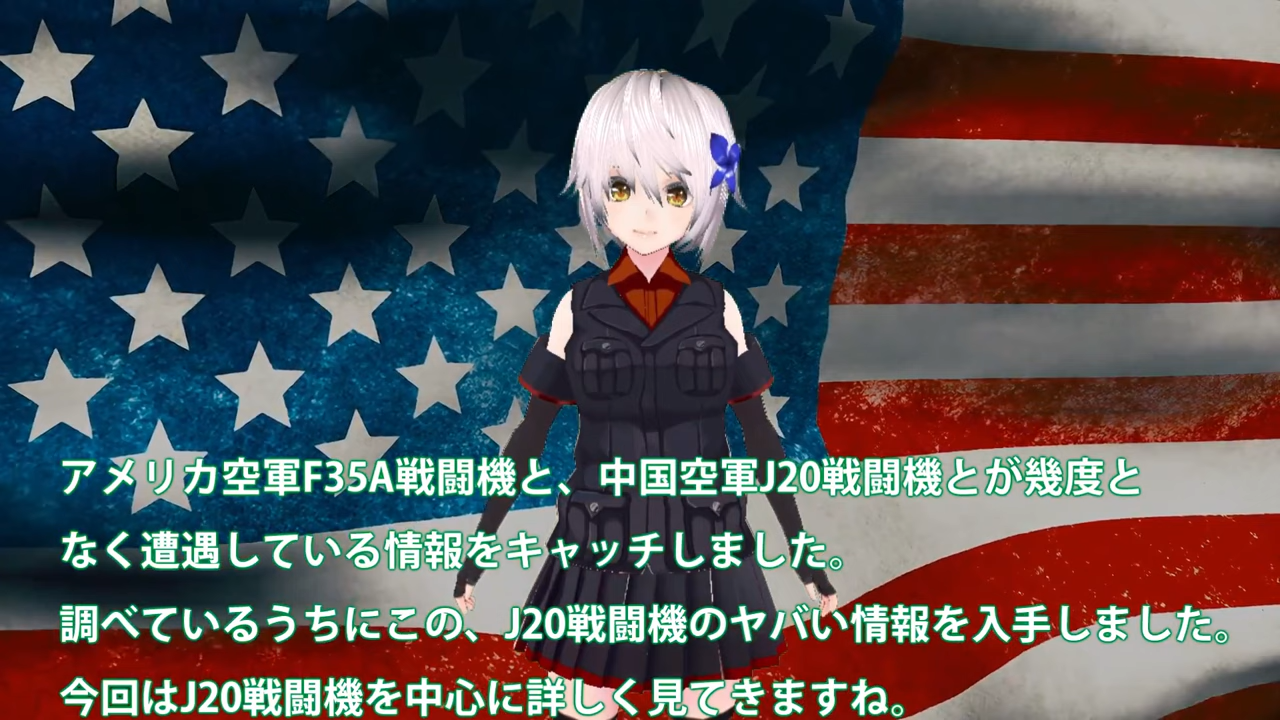 アメリカ空軍F35A戦闘機と、中国空軍J20戦闘機とが幾度と
なく遭遇している情報をキャッチしました。
調べているうちにこの、J20戦闘機のヤバい情報を入手しました。
今回はJ20戦闘機を中心に詳しく見てきますね。